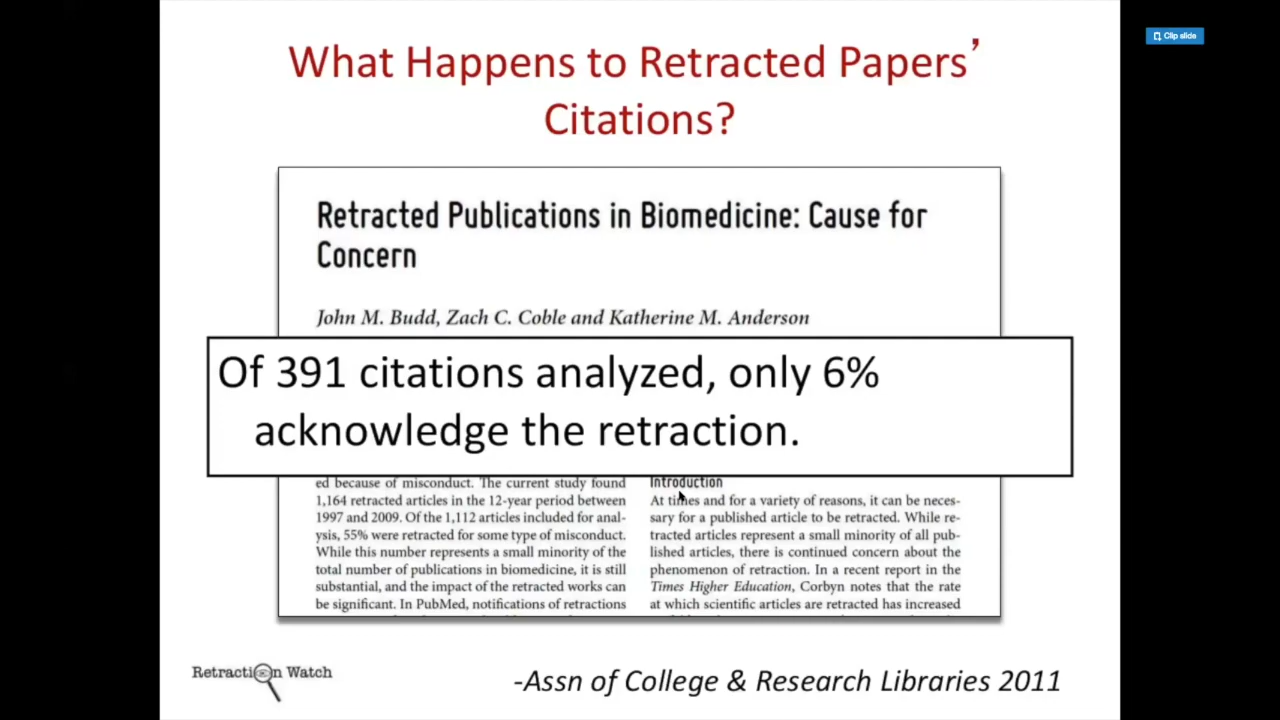 Clip slide
What Happens to Retracted Papers’
Citations?
Retracted Publications in Biomedicine: Cause for
Concern
John M. Budd, Zach C. Coble and Katherine M. Anderson
Of 391 citations analyzed, only 6%
acknowledge the retraction.
ed because of misconduct. The current study found
1,164 retracted articles in the 12-year period between
1997 and 2009. Of the 1,112 articles included for anal-
ysis, 55% were retracted for some type of misconduct.
While this number represents a small minority of the
total number of publications in biomedicine, it is still
substantial, and the impact of the retracted works can
be significant. In PubMed, notifications of retractions
Introduction
At times and for a variety of reasons, it can be neces-
sary for a published article to be retracted. While re-
tracted articles represent a small minority of all pub-
lished articles, there is continued concern about the
phenomenon of retraction. In a recent report in the
Times Higher Education, Corbyn notes that the rate
at which scientific articles are retracted has increased
Retraction Watch
-Assn of College & Research Libraries 2011